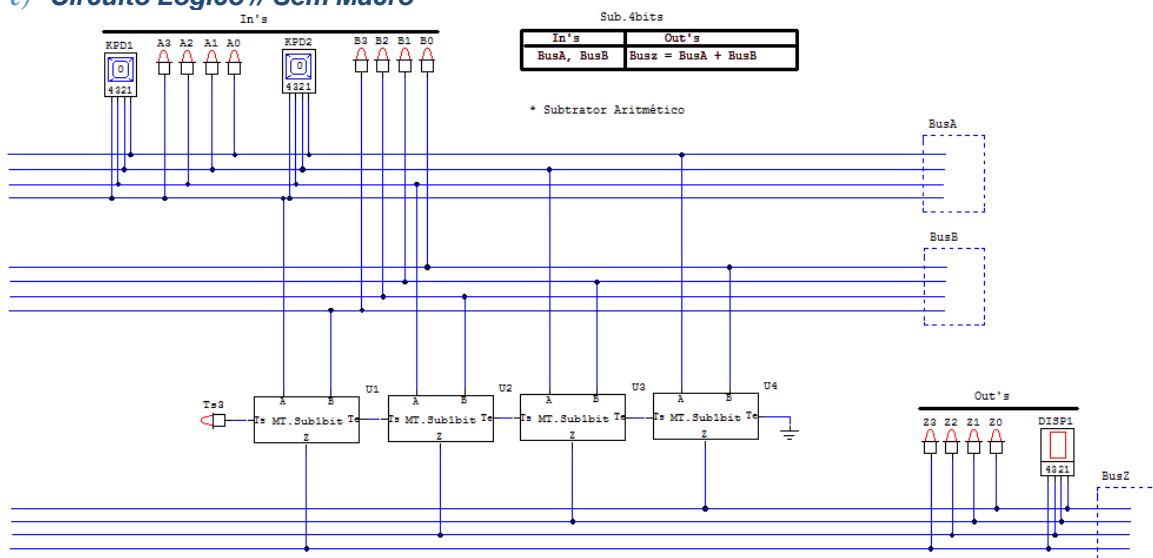 c) Circuito Lógico // Sem Macro
In's
KPD1 A3 A2 A1 A0 KPD2 B3 B2 B1 B0
0 0
4321 4321
Sub.4bits
In's Out's
BusA, BusB Busz = BusA + BusB
* Subtrator Aritmético
BusA
BusB
Ts3
A B U1 A B U2 A B U3 A B U4
Ts MT.Sub1bit Te Ts MT.Sub1bit Te Ts MT.Sub1bit Te Ts MT.Sub1bit Te
Z Z Z Z
Out's
Z3 Z2 Z1 Z0 DISP1
4321
BusZ